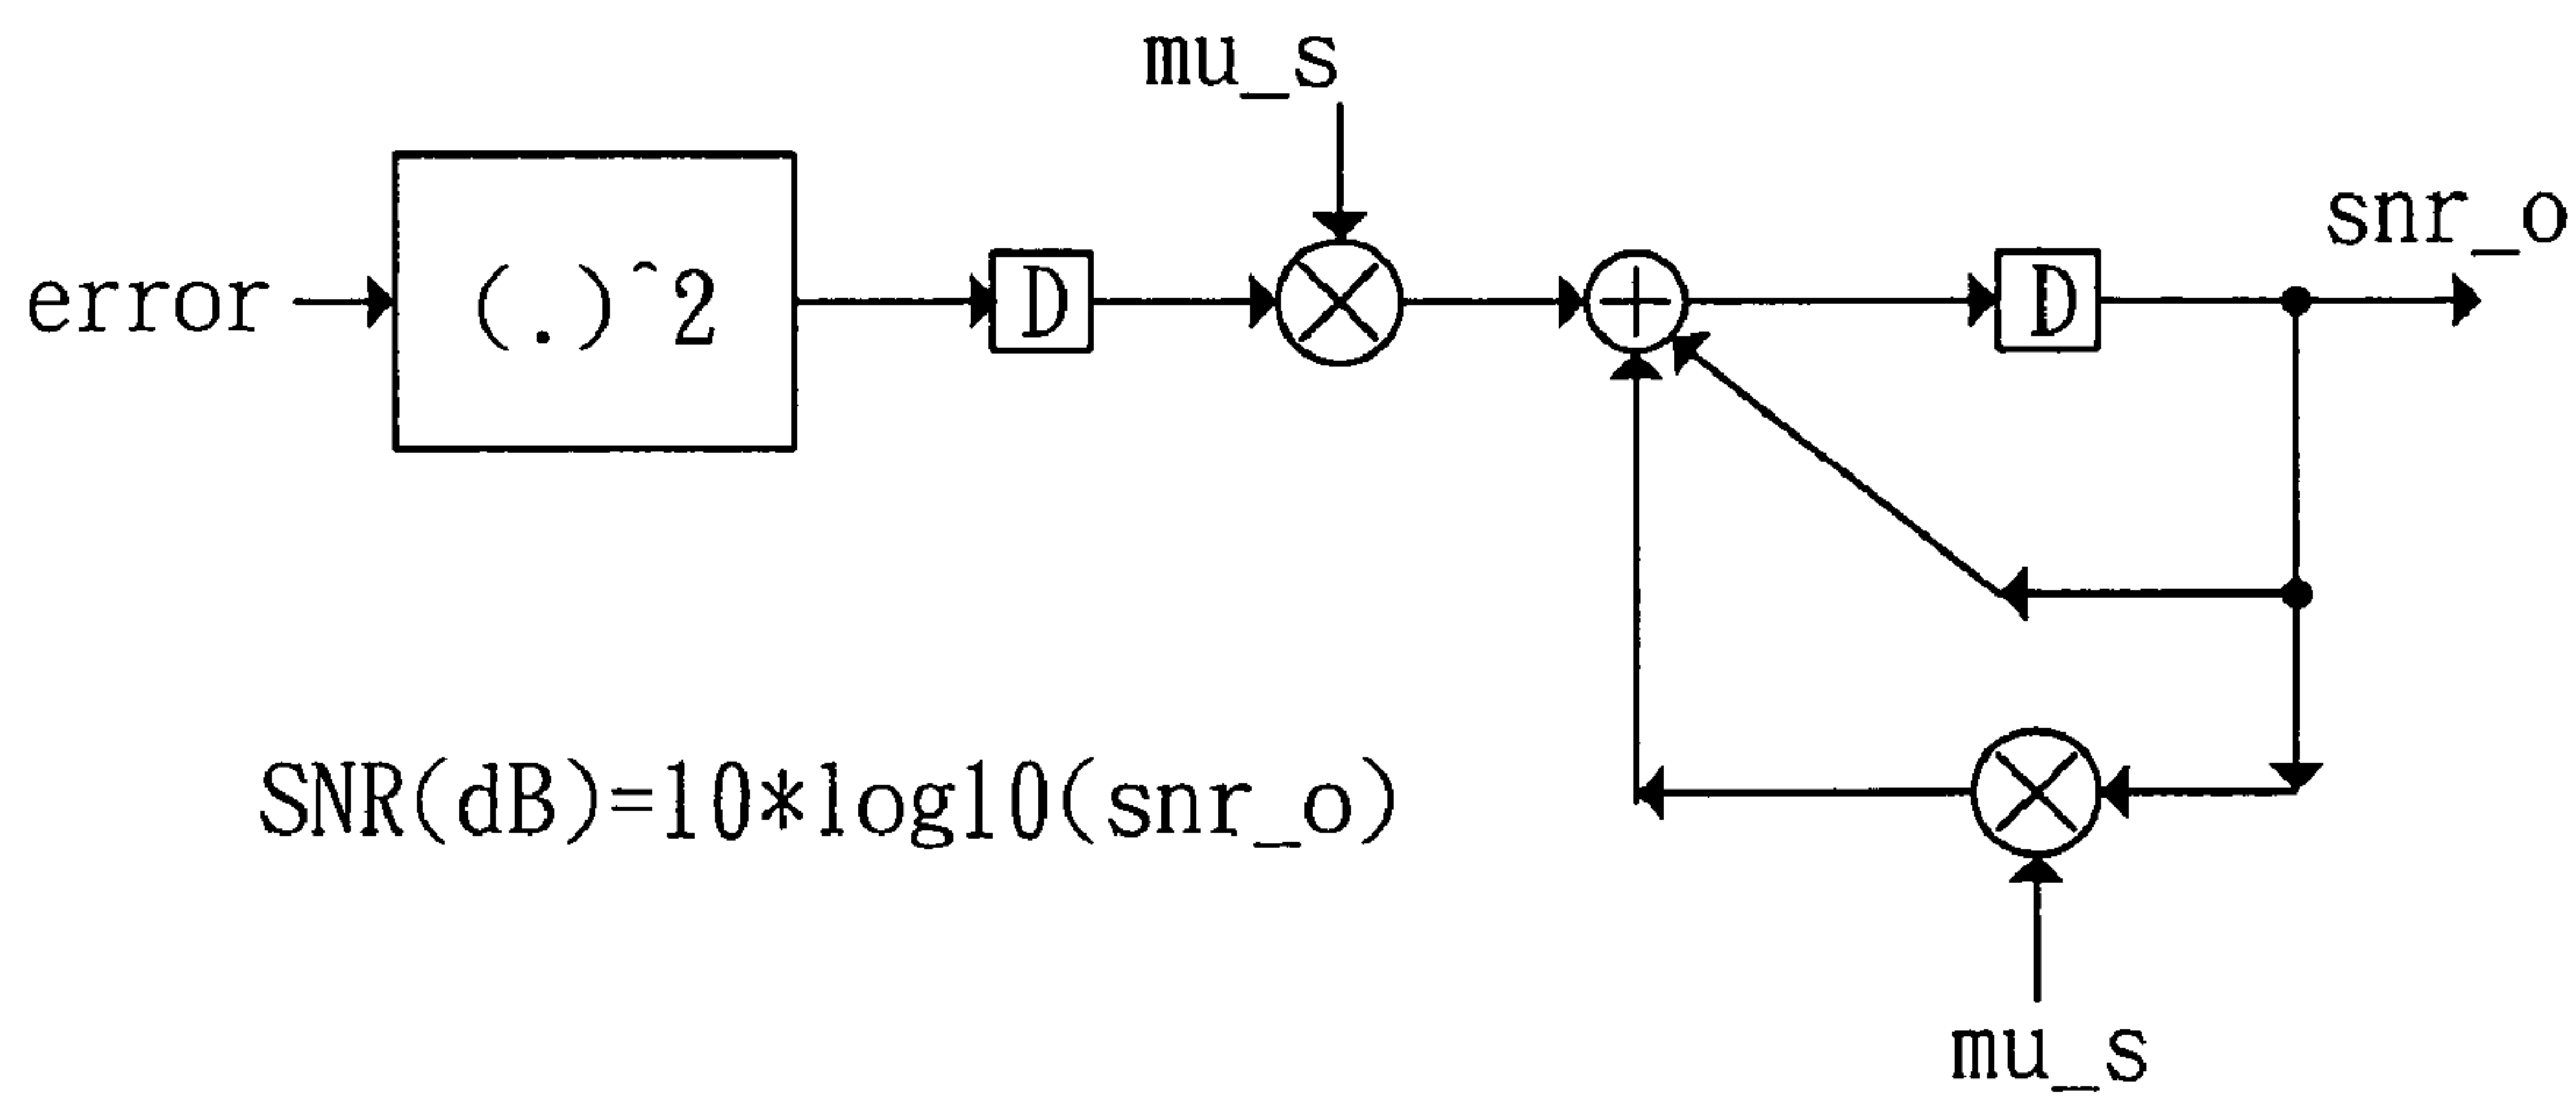 mu_s
snr_o
error
(.)^2
D
D
SNR(dB)=10*log10(snr_o)
mu_s